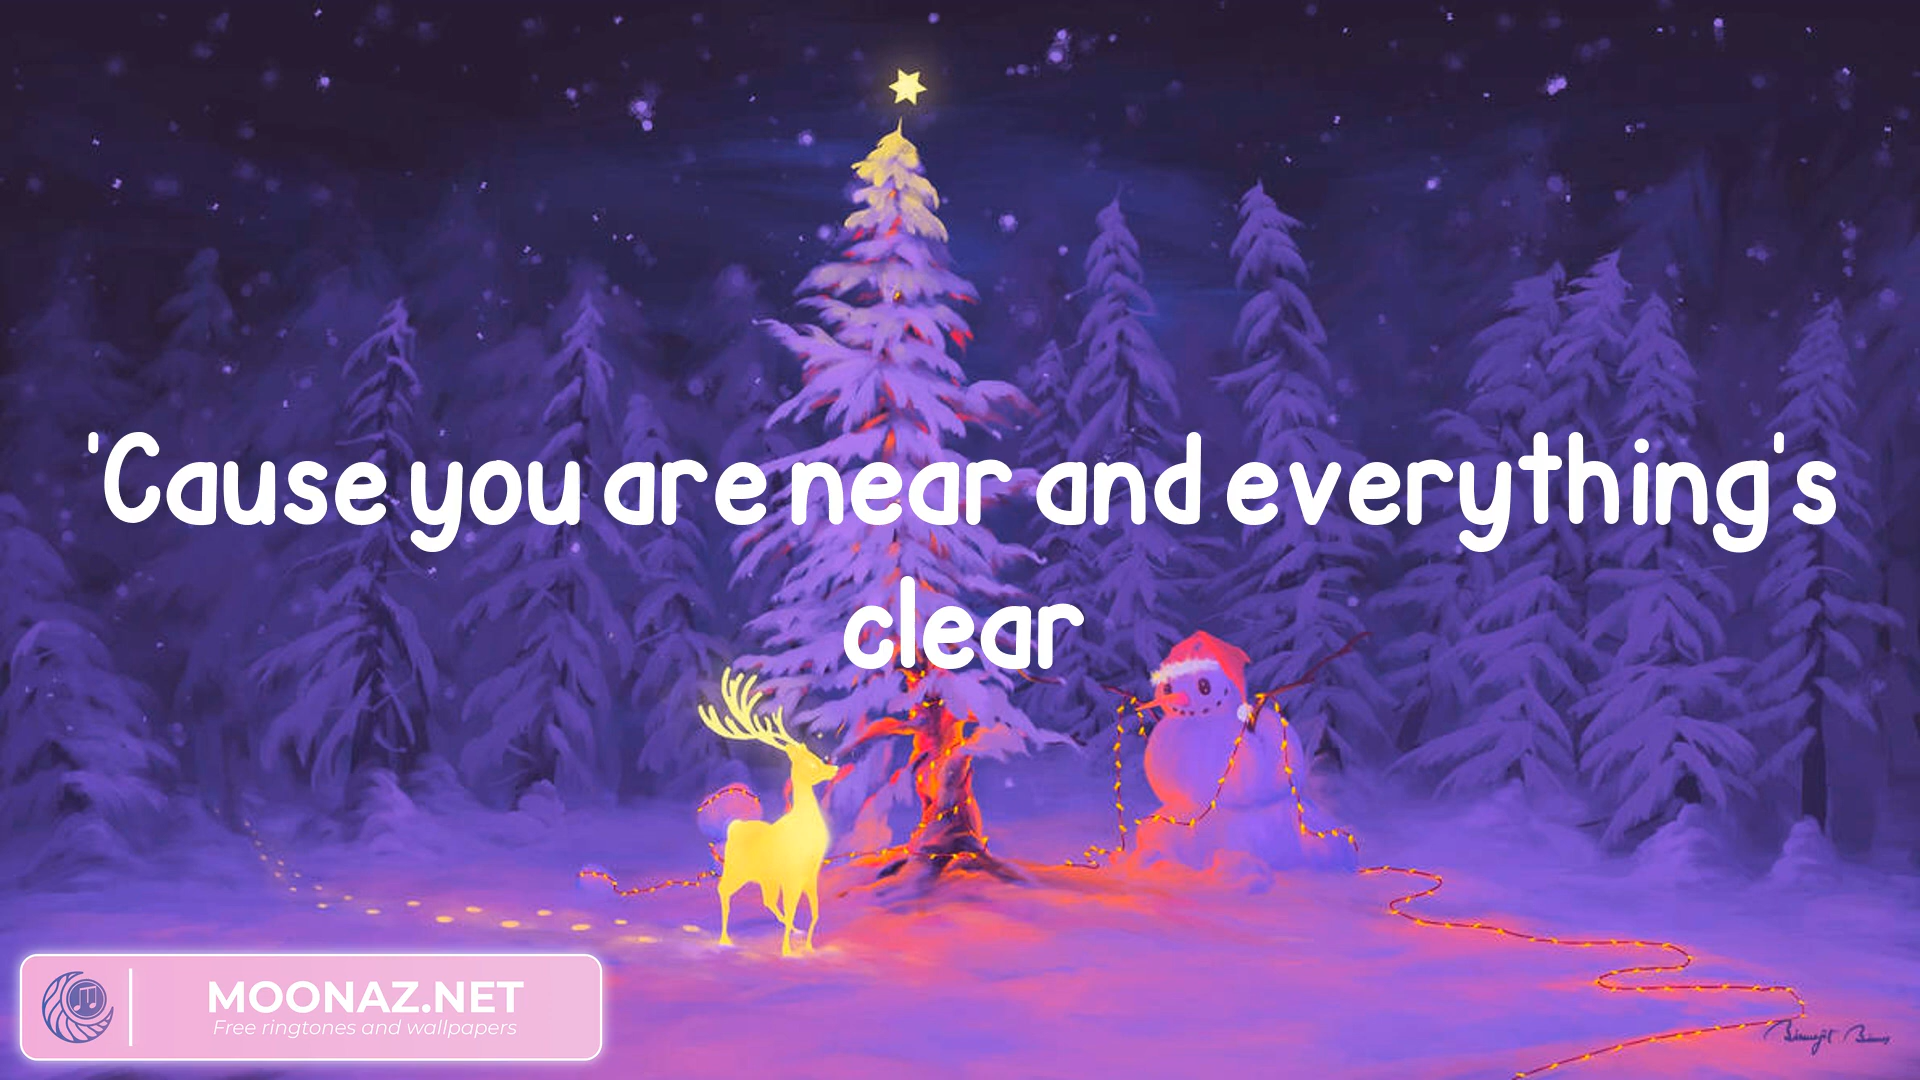 'Cause you are near and everything's
clear
MOONAZ.NET
Free ringtones and wallpapers